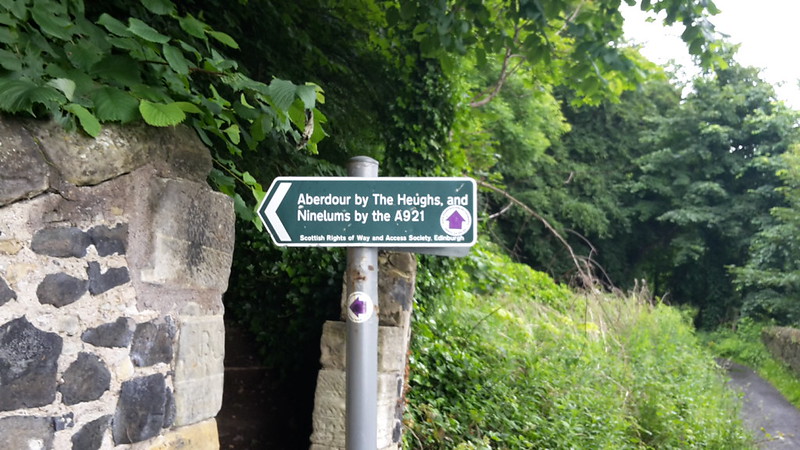 Aberdour by The Heughs, and
Ninelums by the A921
Scottish Rights of Way and Access Society, Edinburgh